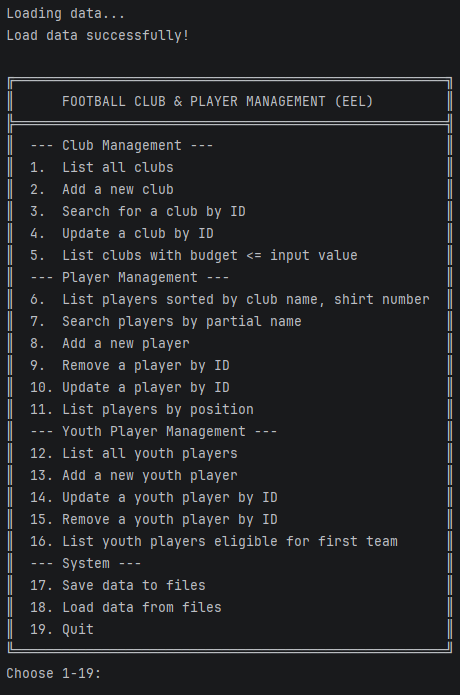 Loading data...
Load data successfully!
FOOTBALL CLUB & PLAYER MANAGEMENT (EEL)
--- Club Management ---
1. List all clubs
2. Add a new club
3. Search for a club by ID
4. Update a club by ID
5. List clubs with budget <= input value
--- Player Management ---
6. List players sorted by club name, shirt number
7. Search players by partial name
8. Add a new player
9. Remove a player by ID
10. Update a player by ID
11. List players by position
--- Youth Player Management ---
12. List all youth players
13. Add a new youth player
14. Update a youth player by ID
15. Remove a youth player by ID
16. List youth players eligible for first team
--- System ---
17. Save data to files
18. Load data from files
19. Quit
Choose 1-19: